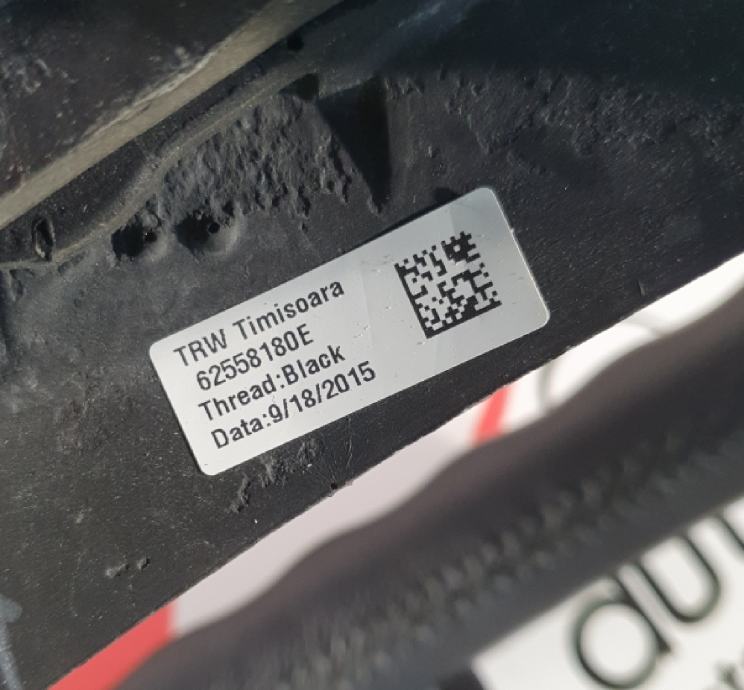 TRW Timisoara
62558180E
Thread:Black
Data:9/18/2015